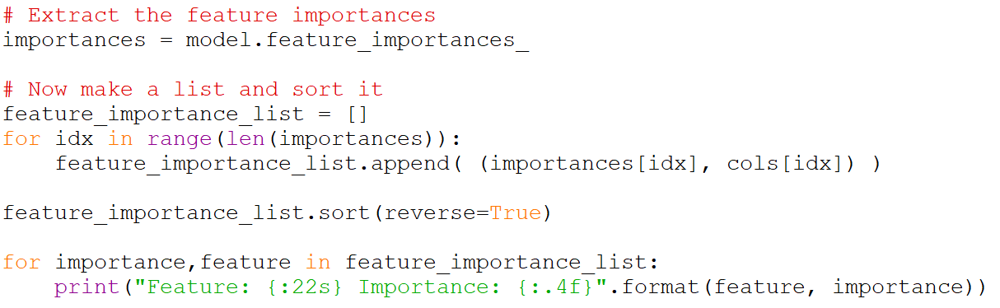 # Extract the feature importances
importances = model.feature_importances_
# Now make a list and sort it
feature_importance_list = []
for idx in range(len(importances)):
    feature_importance_list.append( (importances[idx], cols[idx]) )
feature_importance_list.sort(reverse=True)
for importance,feature in feature_importance_list:
    print("Feature: {:22s} Importance: {:.4f}".format(feature, importance))